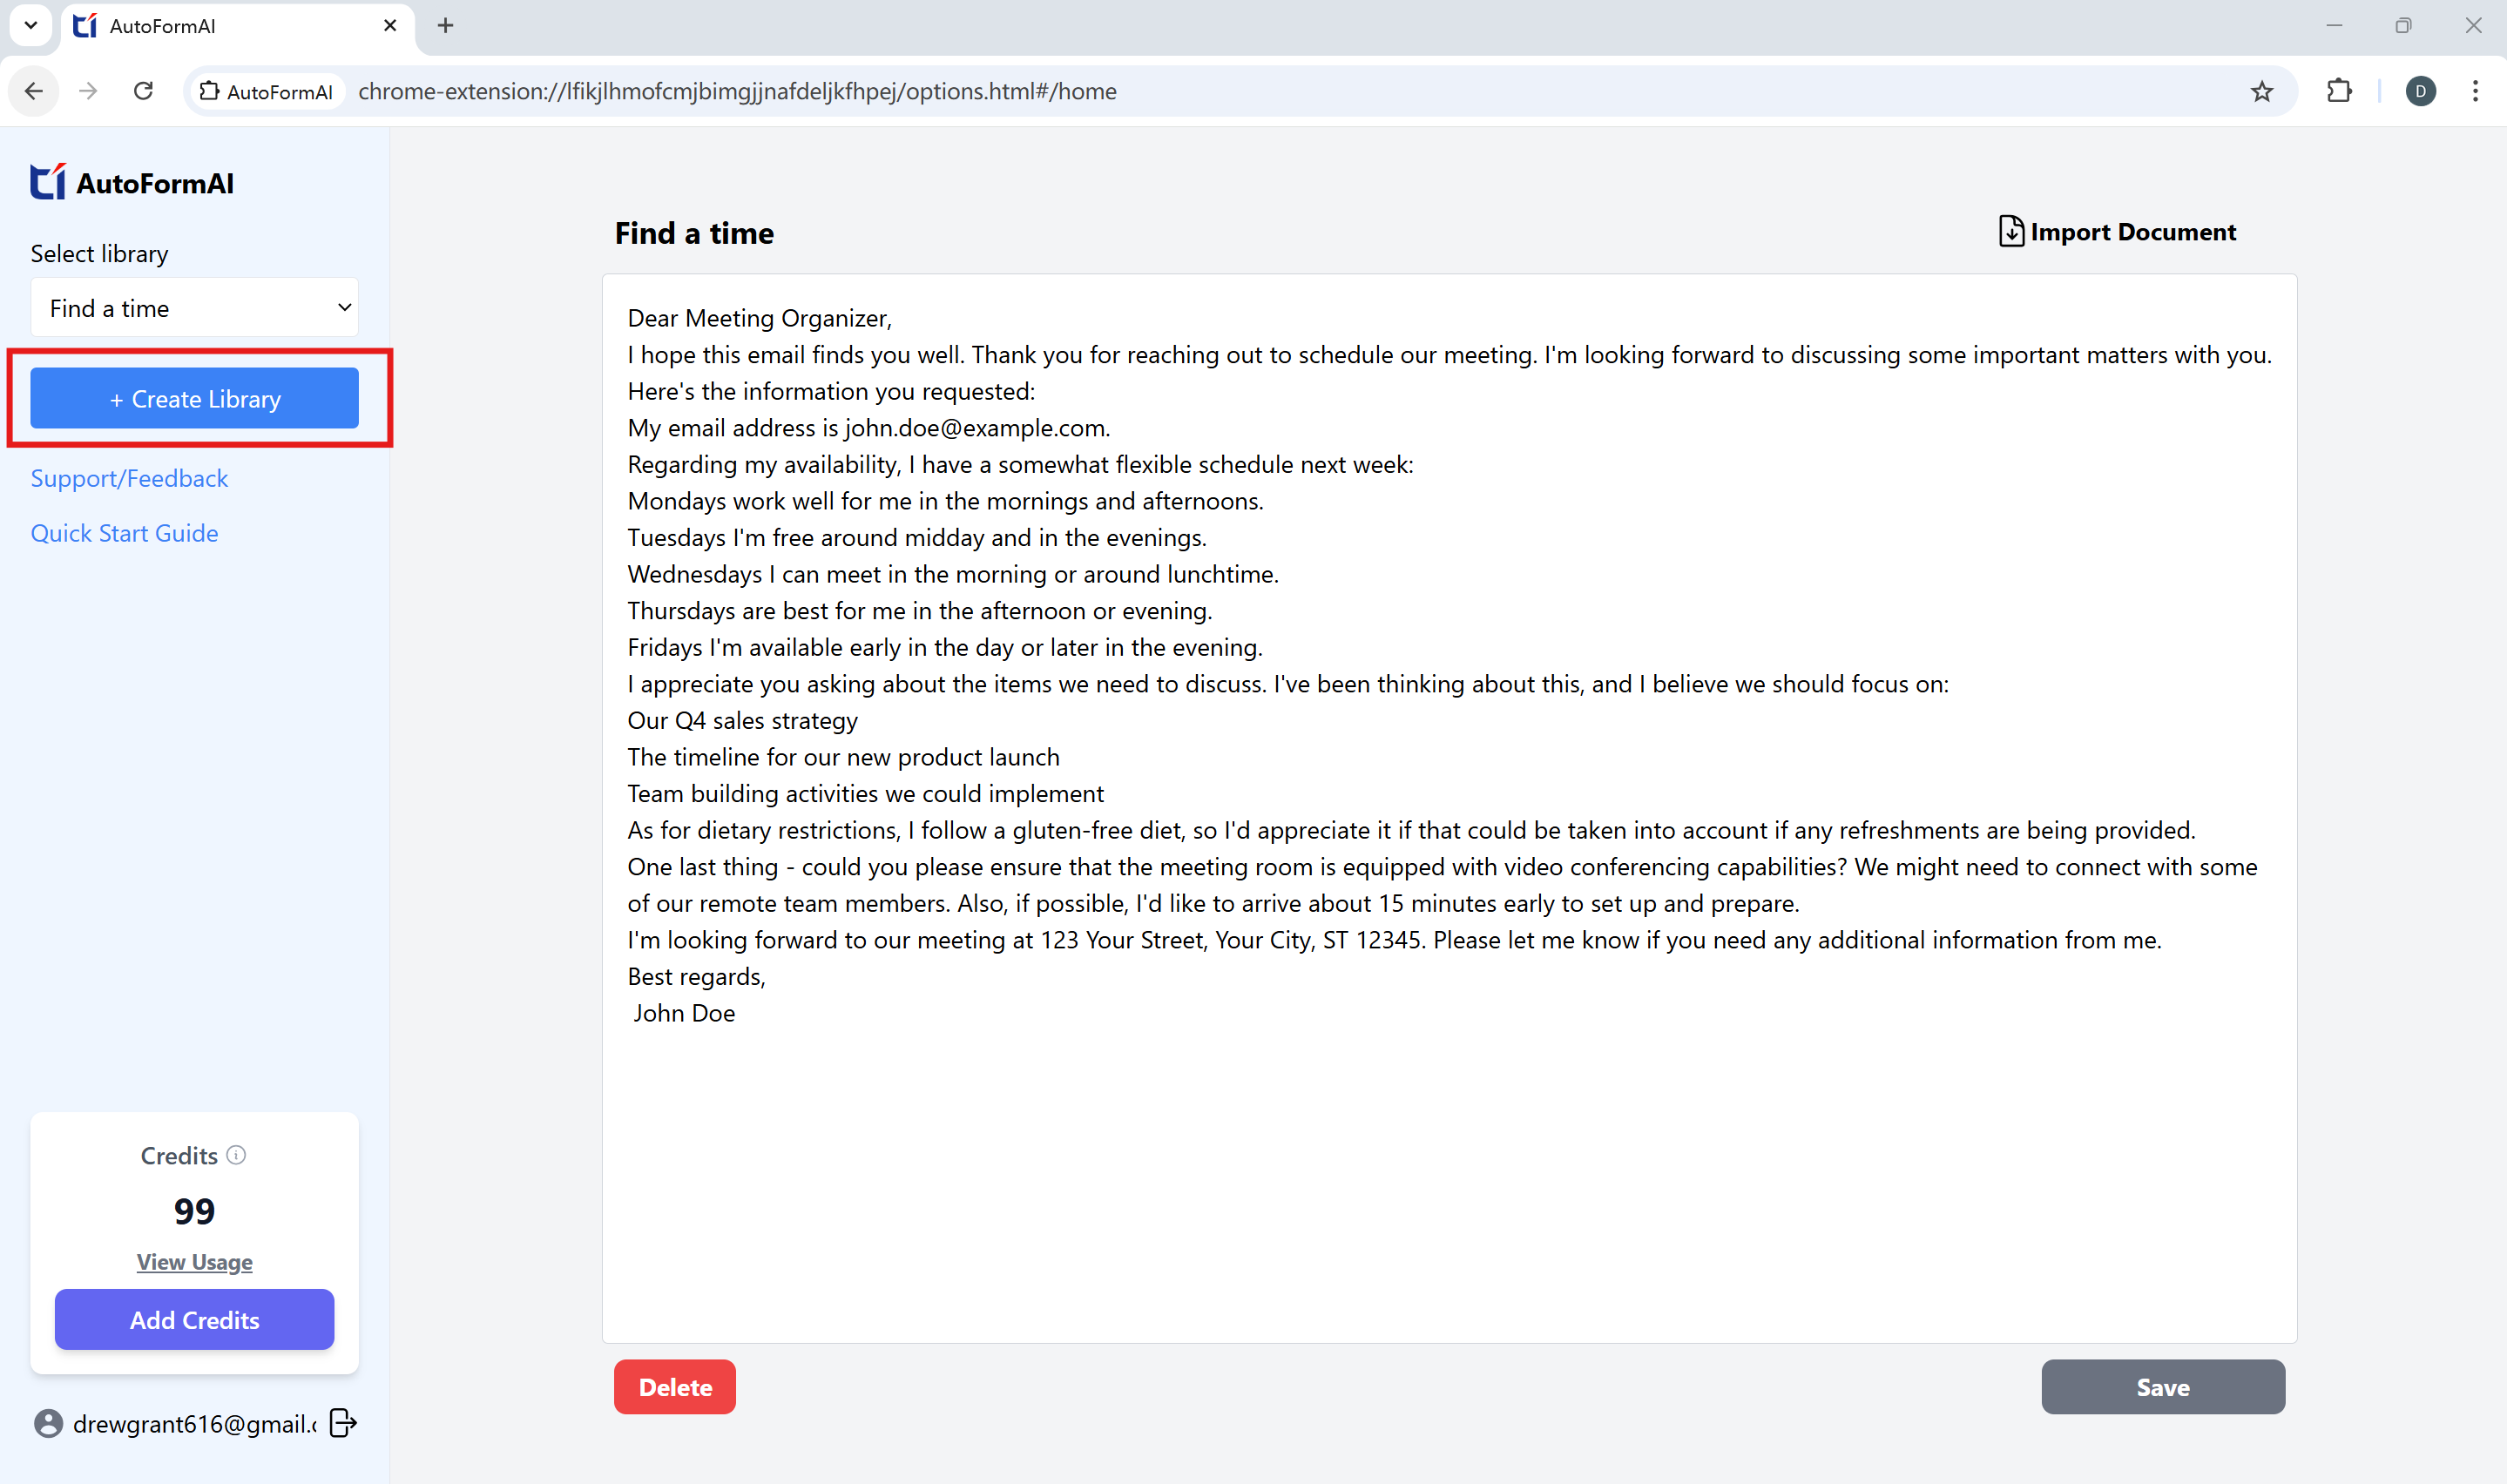 AutoFormAI
AutoFormAI
chrome-extension://lfikjlhmofcmjbimgjjnafdeljkfhpej/options.html#/home
D
AutoFormAI
Select library
Find a time
+ Create Library
Support/Feedback
Quick Start Guide
Credits
99
View Usage
Add Credits
drewgrant616@gmail.
Find a time
Import Document
Dear Meeting Organizer,
I hope this email finds you well. Thank you for reaching out to schedule our meeting. I'm looking forward to discussing some important matters with you.
Here's the information you requested:
My email address is john.doe@example.com.
Regarding my availability, I have a somewhat flexible schedule next week:
Mondays work well for me in the mornings and afternoons.
Tuesdays I'm free around midday and in the evenings.
Wednesdays I can meet in the morning or around lunchtime.
Thursdays are best for me in the afternoon or evening.
Fridays I'm available early in the day or later in the evening.
I appreciate you asking about the items we need to discuss. I've been thinking about this, and I believe we should focus on:
Our Q4 sales strategy
The timeline for our new product launch
Team building activities we could implement
As for dietary restrictions, I follow a gluten-free diet, so I'd appreciate it if that could be taken into account if any refreshments are being provided.
One last thing - could you please ensure that the meeting room is equipped with video conferencing capabilities? We might need to connect with some
of our remote team members. Also, if possible, I'd like to arrive about 15 minutes early to set up and prepare.
I'm looking forward to our meeting at 123 Your Street, Your City, ST 12345. Please let me know if you need any additional information from me.
Best regards,
John Doe
Delete
Save